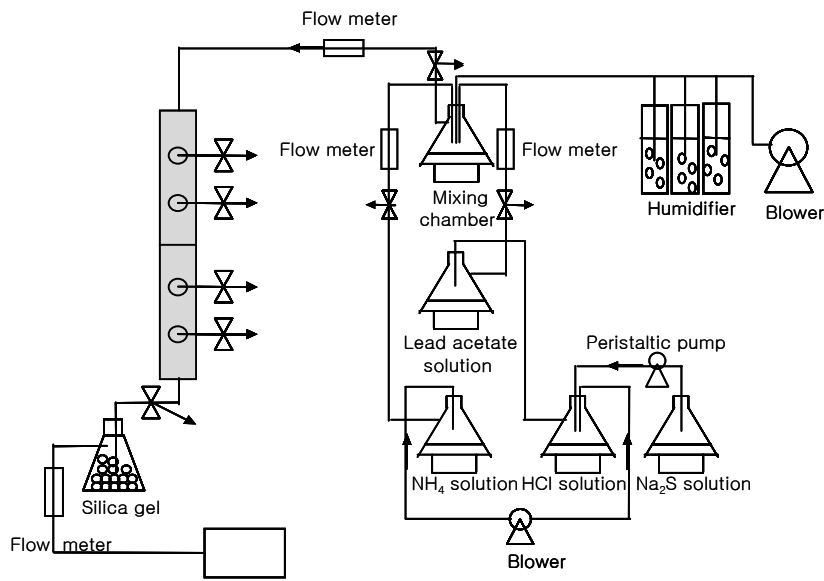 Flow meter
Flow meter
Flow meter
Mixing
chamber
Humidifier
Blower
Lead acetate
solution
Peristaltic pump
NH₄ solution
HCl solution
Na₂S solution
Silica gel
Flow meter
Blower